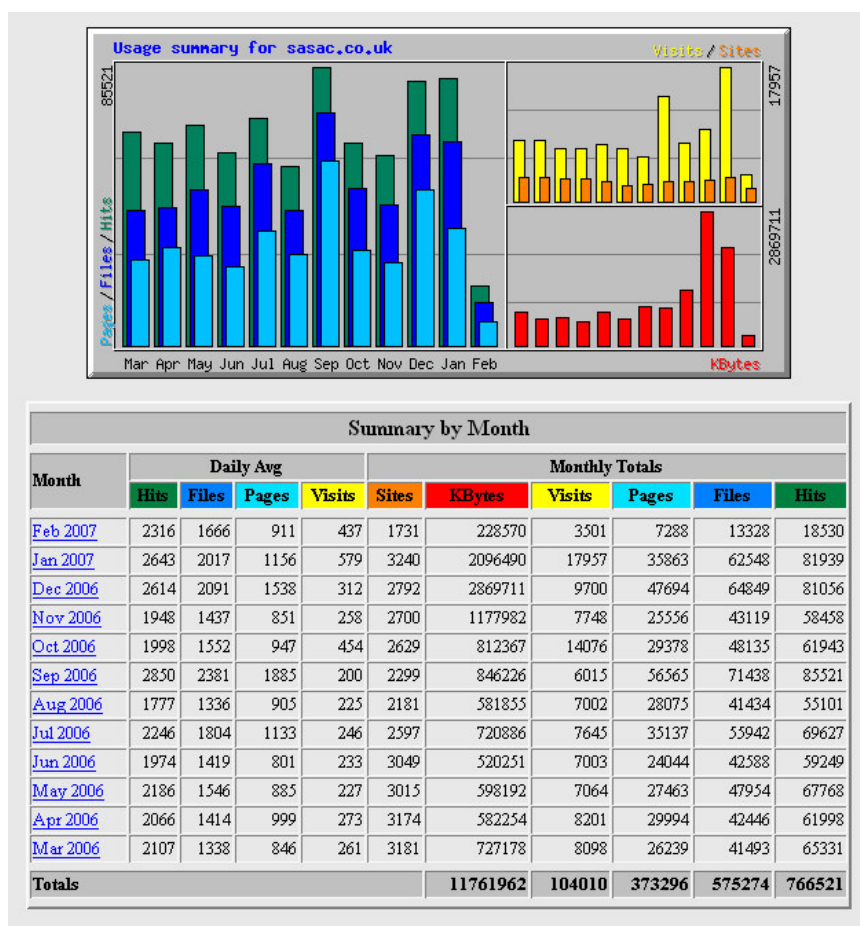 Usage summary for sasac.co.uk
Visits / Sites
85521
17957
Pages / Files / Hits
2869711
Mar Apr May Jun Jul Aug Sep Oct Nov Dec Jan Feb
KBytes
Summary by Month
Month Daily Avg Monthly Totals
Hits Files Pages Visits Sites KBytes Visits Pages Files Hits
Feb 2007 2316 1666 911 437 1731 228570 3501 7288 13328 18530
Jan 2007 2643 2017 1156 579 3240 2096490 17957 35863 62548 81939
Dec 2006 2614 2091 1538 312 2792 2869711 9700 47694 64849 81056
Nov 2006 1948 1437 851 258 2700 1177982 7748 25556 43119 58458
Oct 2006 1998 1552 947 454 2629 812367 14076 29378 48135 61943
Sep 2006 2850 2381 1885 200 2299 846226 6015 56565 71438 85521
Aug 2006 1777 1336 905 225 2181 581855 7002 28075 41434 55101
Jul 2006 2246 1804 1133 246 2597 720886 7645 35137 55942 69627
Jun 2006 1974 1419 801 233 3049 520251 7003 24044 42588 59249
May 2006 2186 1546 885 227 3015 598192 7064 27463 47954 67768
Apr 2006 2066 1414 999 273 3174 582254 8201 29994 42446 61998
Mar 2006 2107 1338 846 261 3181 727178 8098 26239 41493 65331
Totals 11761962 104010 373296 575274 766521